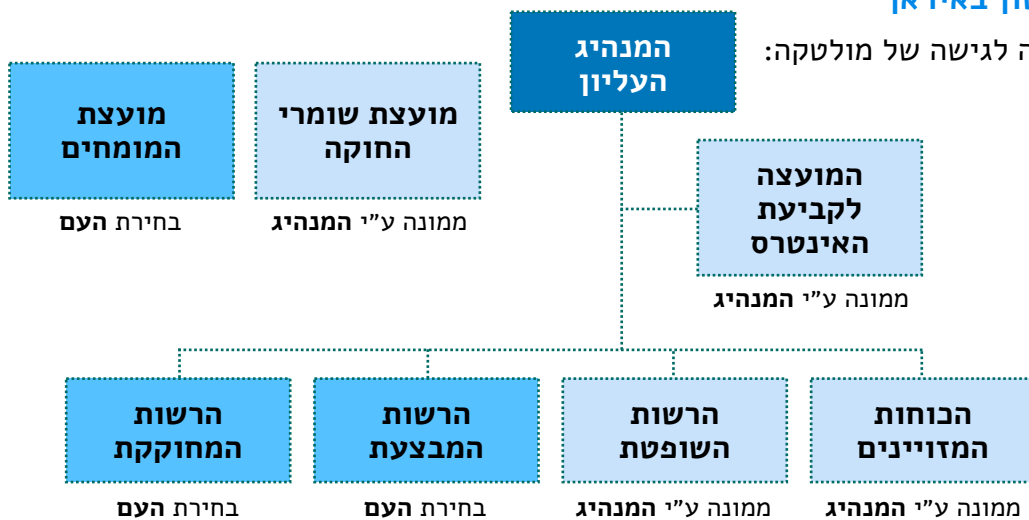 באיראן
ה לגישה של מולטקה:
המנהיג
העליון
מועצת שומרי
החוקה
ממונה ע״י המנהיג
מועצת
המומחים
בחירת העם
המועצה
לקביעת
האינטרס
ממונה ע״י המנהיג
הכוחות
המזויינים
ממונה ע״י המנהיג
הרשות
השופטת
ממונה ע״י המנהיג
הרשות
המבצעת
בחירת העם
הרשות
המחוקקת
בחירת העם